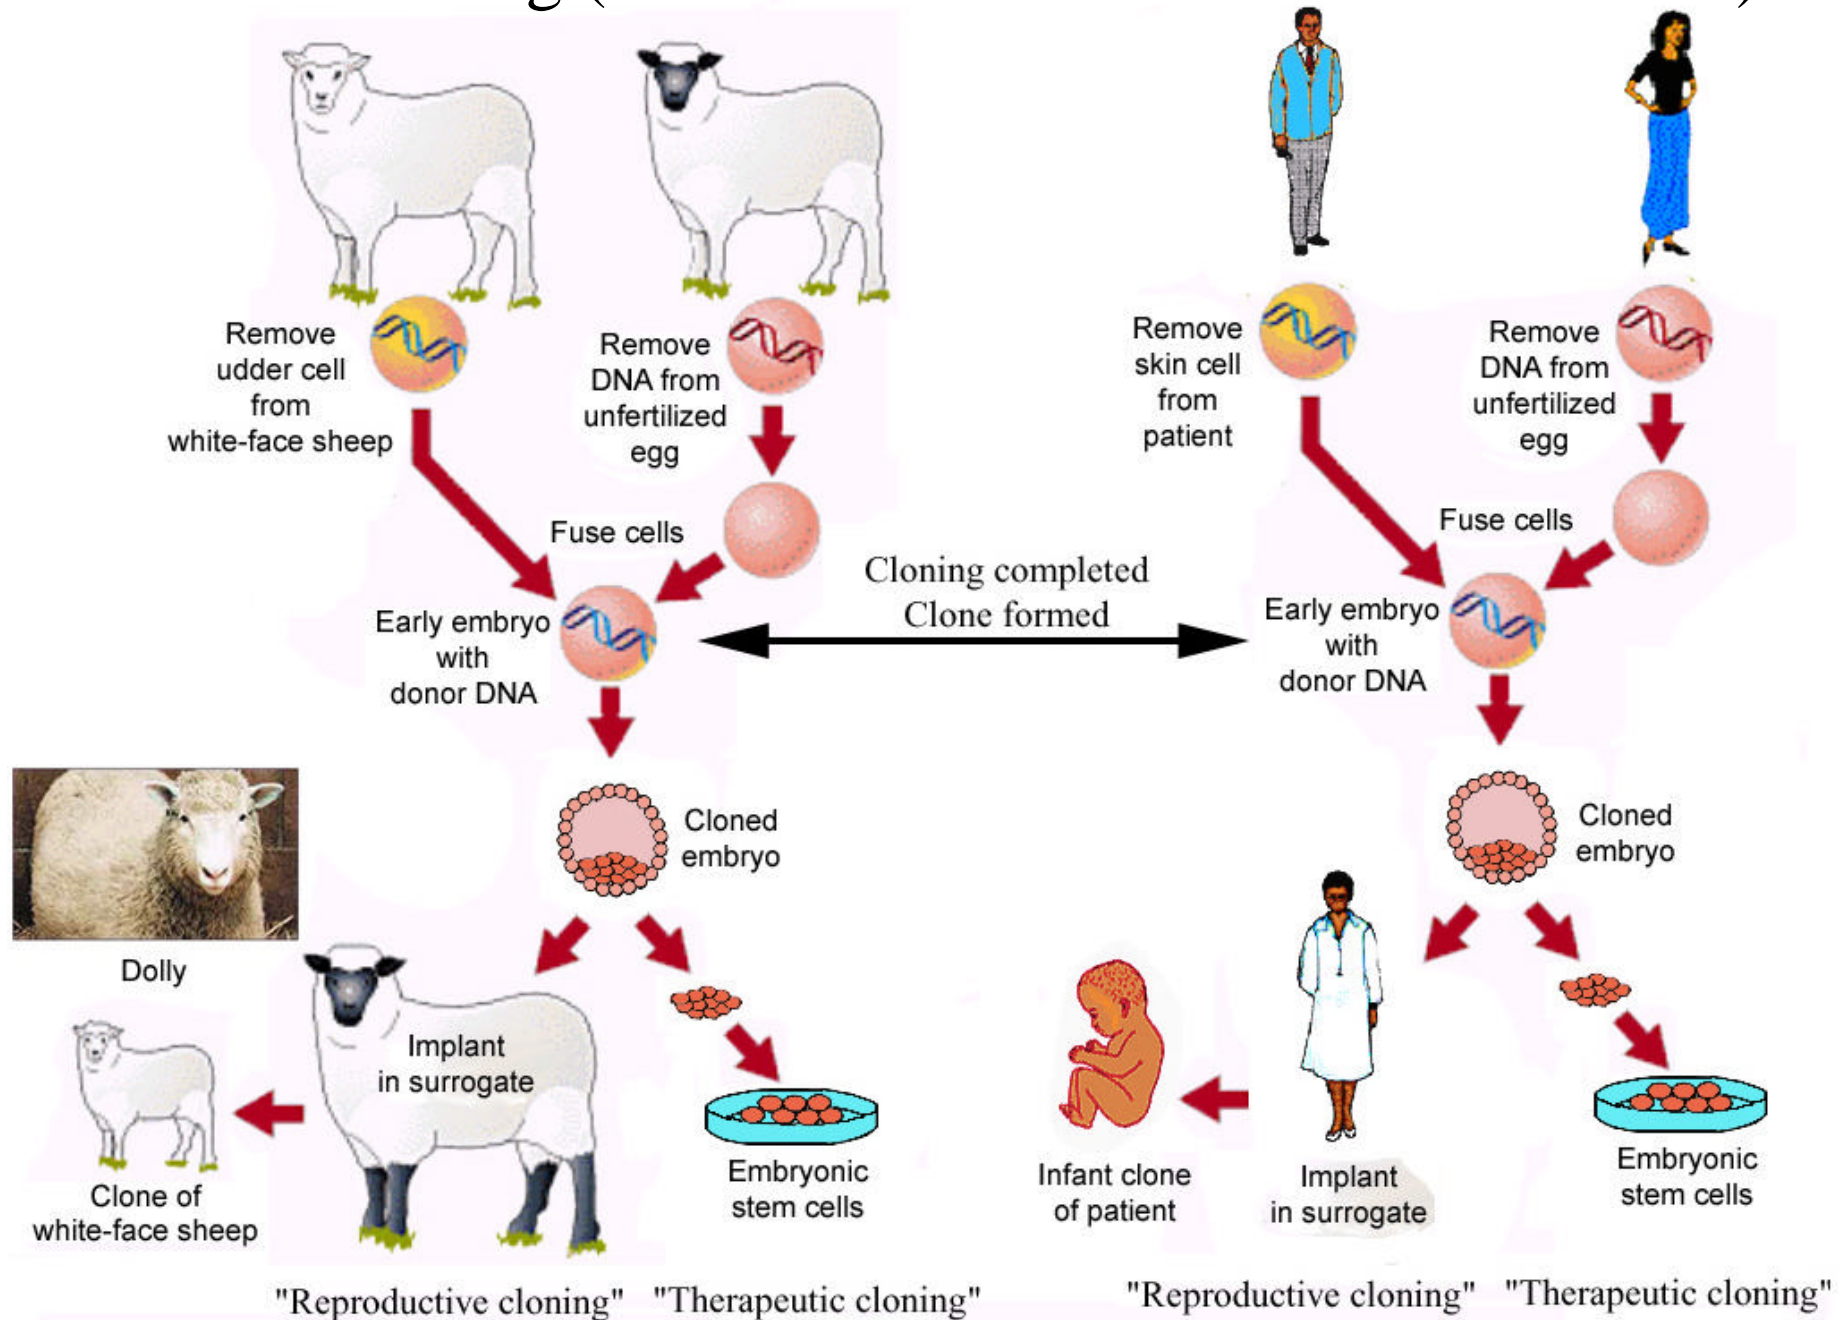 Remove
udder cell
from
white-face sheep
Remove
DNA from
unfertilized
egg
Fuse cells
Early embryo
with
donor DNA
Cloning completed
Clone formed
Remove
skin cell
from
patient
Remove
DNA from
unfertilized
egg
Fuse cells
Early embryo
with
donor DNA
Cloned
embryo
Dolly
Implant
in surrogate
Clone of
white-face sheep
Embryonic
stem cells
"Reproductive cloning"
"Therapeutic cloning"
Cloned
embryo
Infant clone
of patient
Implant
in surrogate
Embryonic
stem cells
"Reproductive cloning"
"Therapeutic cloning"